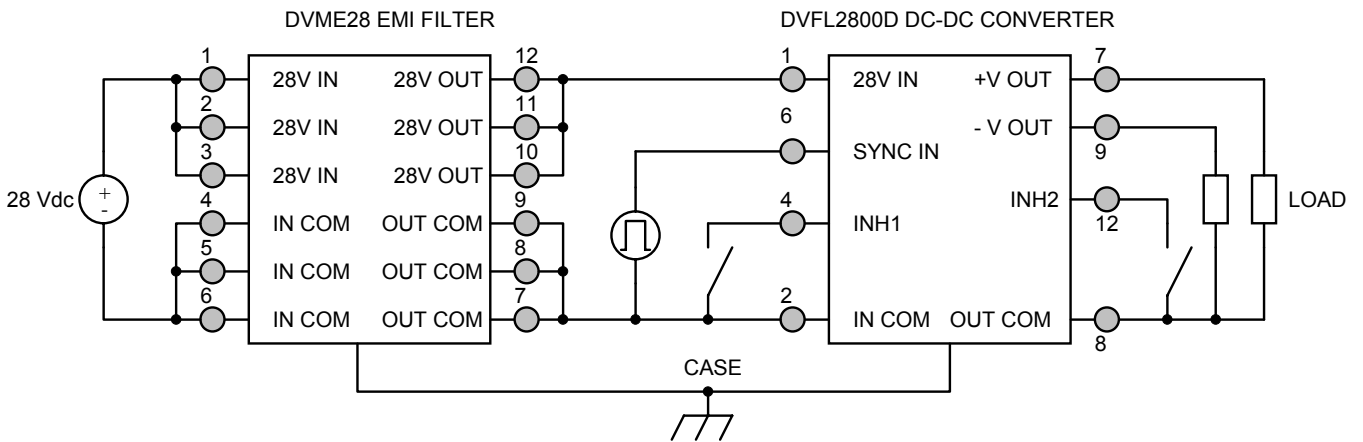 DVME28 EMI FILTER
DVFL2800D DC-DC CONVERTER
1
12
1
7
28V IN
28V OUT
28V IN
+V OUT
2
11
6
28V IN
28V OUT
- V OUT
9
3
10
SYNC IN
28V IN
28V OUT
28 Vdc
+
-
4
9
4
INH2
LOAD
IN COM
OUT COM
INH1
12
5
8
IN COM
OUT COM
6
7
2
IN COM
OUT COM
IN COM
OUT COM
8
CASE